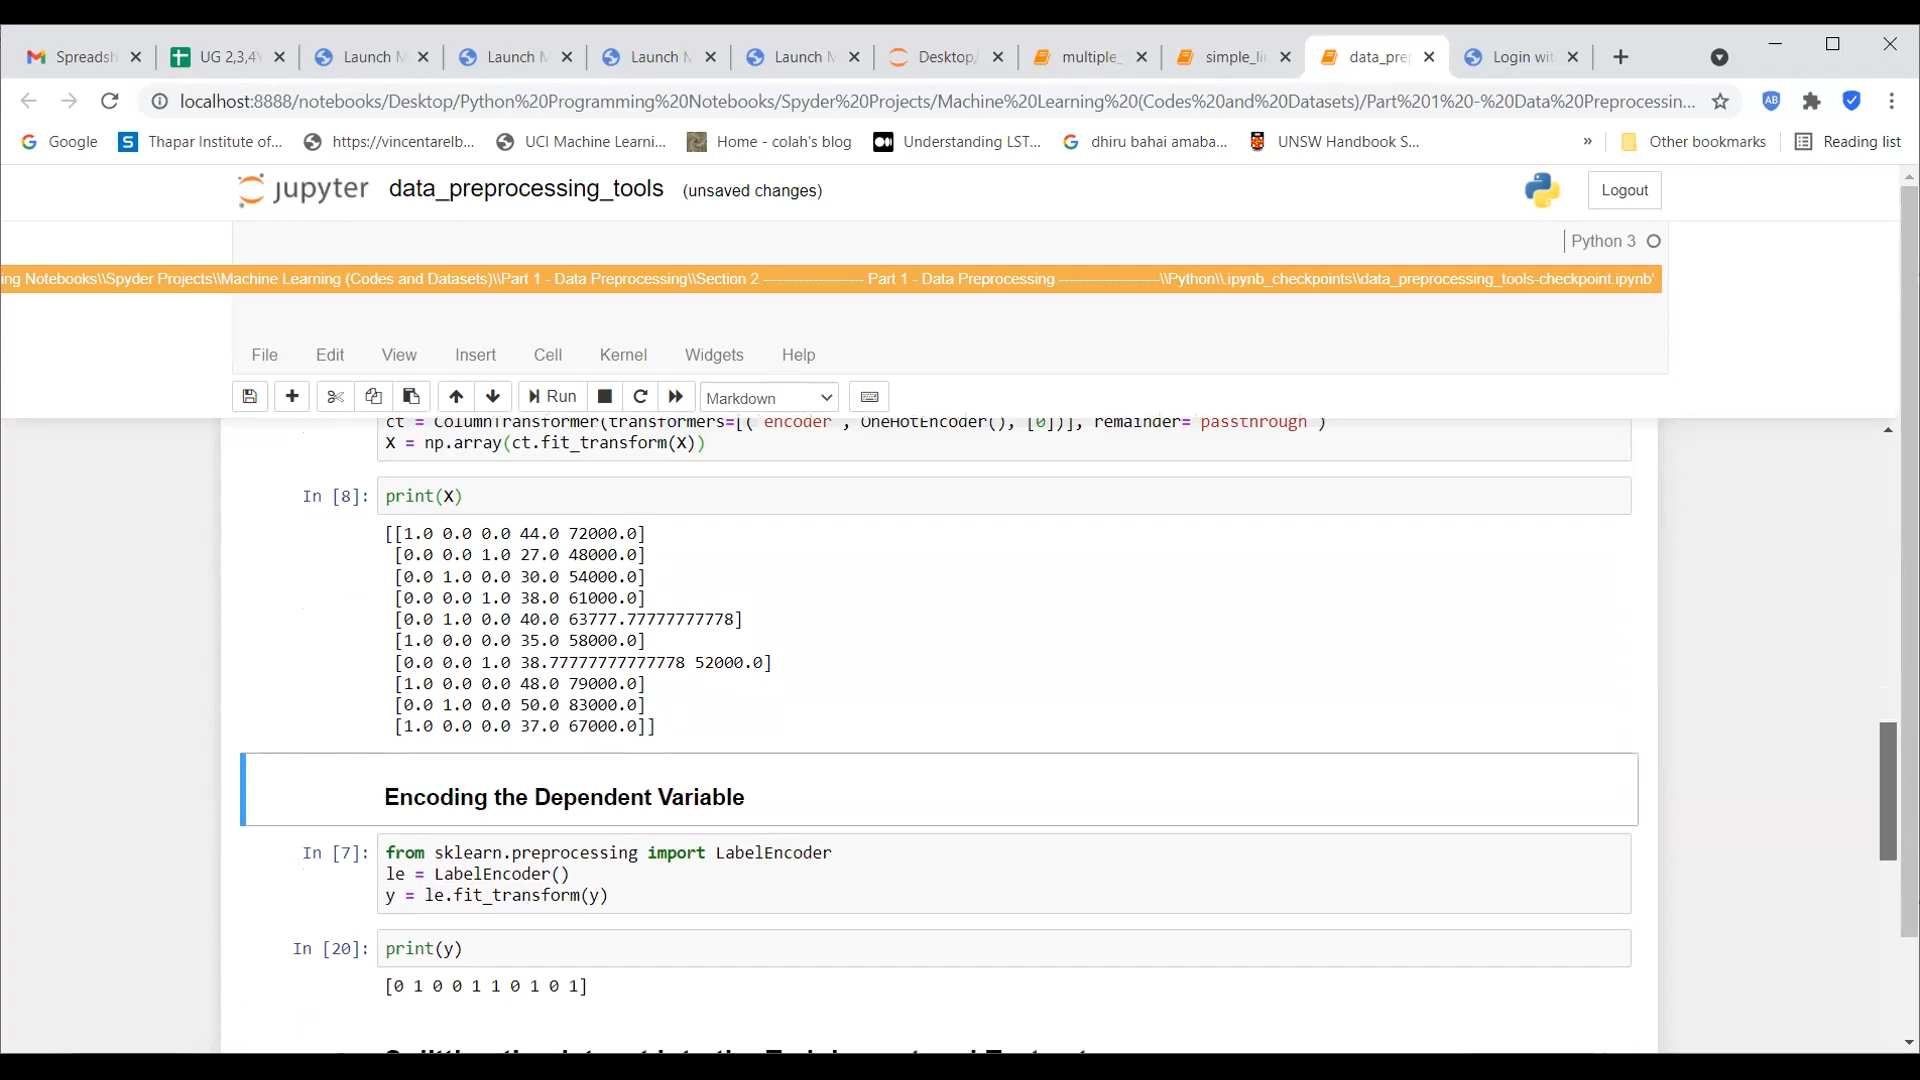 Spreadsh
UG 2,3,4Y
Launch M
Launch M
Launch M
Launch M
Desktop/
multiple_
simple_li
data_prep
Login wit
localhost:8888/notebooks/Desktop/Python%20Programming%20Notebooks/Spyder%20Projects/Machine%20Learning%20(Codes%20and%20Datasets)/Part%201%20-%20Data%20Preprocessin...
AB
Google
Thapar Institute of...
https://vincentarelb...
UCI Machine Learni...
Home - colah's blog
Understanding LST...
dhiru bahai amaba...
UNSW Handbook S...
»
Other bookmarks
Reading list
jupyter data_preprocessing_tools (unsaved changes)
Logout
Python 3
ing Notebooks\\Spyder Projects\\Machine Learning (Codes and Datasets)\\Part 1 - Data Preprocessing\\Section 2 -------------------- Part 1 - Data Preprocessing --------------------\\Python\\.ipynb_checkpoints\\data_preprocessing_tools-checkpoint.ipynb'
File Edit View Insert Cell Kernel Widgets Help
Run
Markdown
ct = ColumnTransformer(transformers=[('encoder', OneHotEncoder(), [0])], remainder='passthrough')
X = np.array(ct.fit_transform(X))
In [8]: print(X)
[[1.0 0.0 0.0 44.0 72000.0]
[0.0 0.0 1.0 27.0 48000.0]
[0.0 1.0 0.0 30.0 54000.0]
[0.0 0.0 1.0 38.0 61000.0]
[0.0 1.0 0.0 40.0 63777.77777777778]
[1.0 0.0 0.0 35.0 58000.0]
[0.0 0.0 1.0 38.77777777777778 52000.0]
[1.0 0.0 0.0 48.0 79000.0]
[0.0 1.0 0.0 50.0 83000.0]
[1.0 0.0 0.0 37.0 67000.0]]
Encoding the Dependent Variable
In [7]: from sklearn.preprocessing import LabelEncoder
le = LabelEncoder()
y = le.fit_transform(y)
In [20]: print(y)
[0 1 0 0 1 1 0 1 0 1]